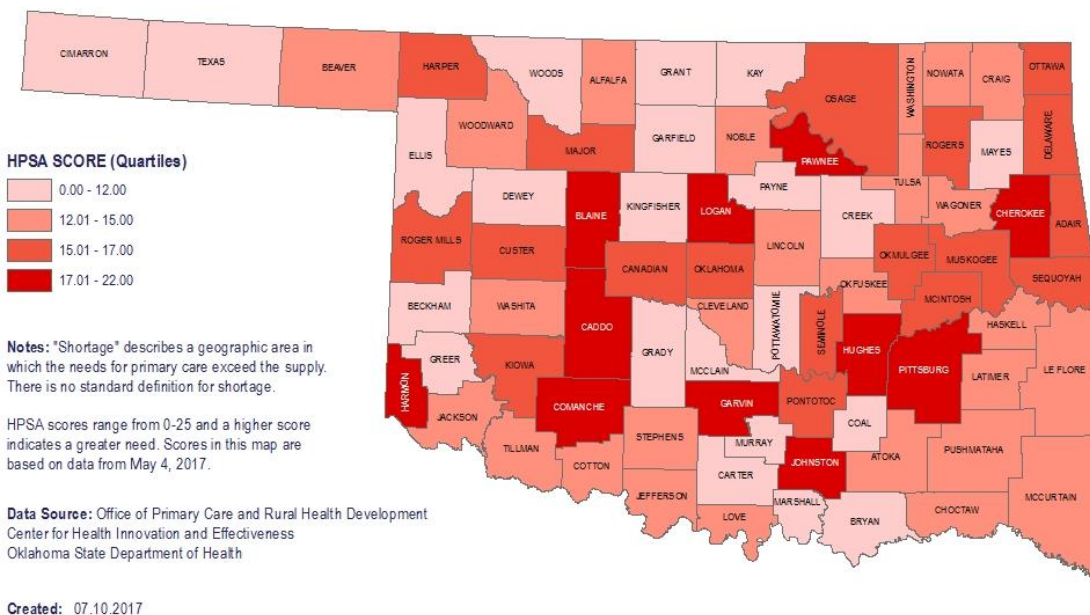 CIMARRON
TEXAS
BEAVER
HARPER
WOODS
ALFALFA
GRANT
KAY
OSAGE
WASHINGTON
NOWATA
CRAIG
OTTAWA
WOODWARD
ELLIS
MAJOR
GARFIELD
NOBLE
PAWNEE
ROGERS
MAYES
DELAWARE
HPSA SCORE (Quartiles)
0.00 - 12.00
12.01 - 15.00
15.01 - 17.00
17.01 - 22.00
DEWEY
BLAINE
KINGFISHER
LOGAN
PAYNE
CREEK
TULSA
WAGONER
CHEROKEE
ADAIR
ROGER MILLS
CUSTER
CANADIAN
OKLAHOMA
LINCOLN
OKMULGEE
MUSKOGEE
SEQUOYAH
BECKHAM
WASHITA
CADDO
CLEVELAND
POTTAWATOMIE
SEMINOLE
OKFUSKEE
MCINTOSH
HASKELL
GREER
KIOWA
GRADY
MCCLAIN
HUGHES
PITTSBURG
LATIMER
LE FLORE
HARMON
JACKSON
COMANCHE
GARVIN
PONTOTOC
COAL
TILLMAN
COTTON
STEPHENS
MURRAY
JOHNSTON
ATOKA
PUSHMATAHA
JEFFERSON
CARTER
LOVE
MARSHALL
BRYAN
CHOCTAW
MCCURTAIN
Notes: "Shortage" describes a geographic area in
which the needs for primary care exceed the supply.
There is no standard definition for shortage.
HPSA scores range from 0-25 and a higher score
indicates a greater need. Scores in this map are
based on data from May 4, 2017.
Data Source: Office of Primary Care and Rural Health Development
Center for Health Innovation and Effectiveness
Oklahoma State Department of Health
Created: 07.10.2017